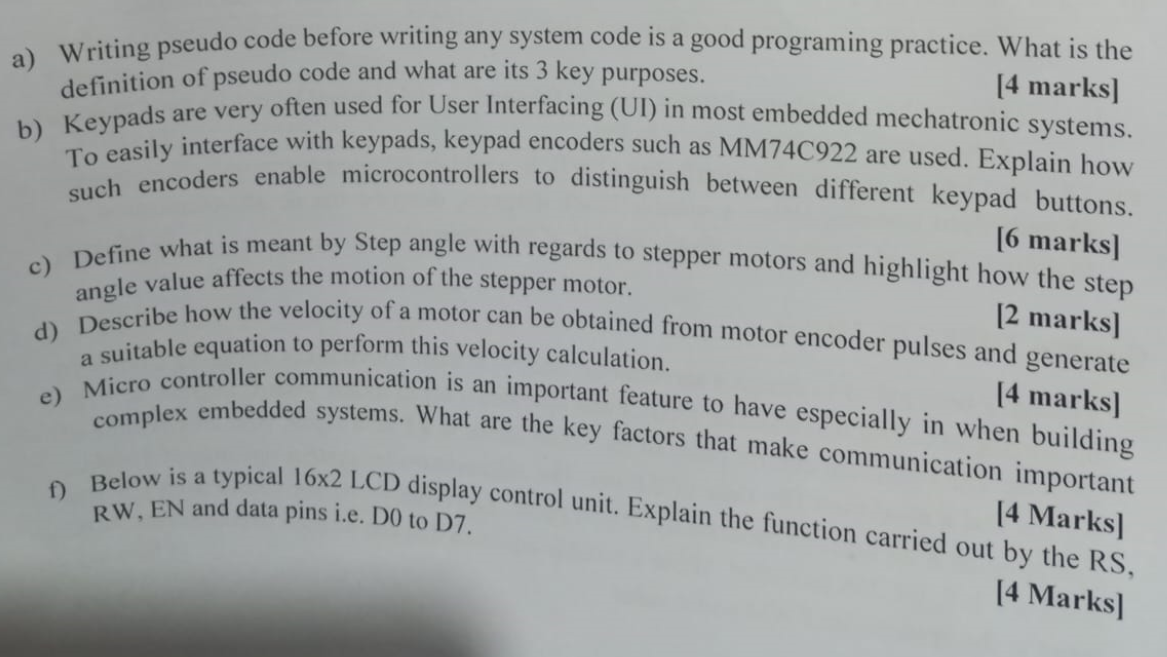 a) Writing pseudo code before writing any system code is a good programing practice. What is the
definition of pseudo code and what are its 3 key purposes. [4 marks]
b) Keypads are very often used for User Interfacing (UI) in most embedded mechatronic systems.
To easily interface with keypads, keypad encoders such as MM74C922 are used. Explain how
such encoders enable microcontrollers to distinguish between different keypad buttons.
[6 marks]
c) Define what is meant by Step angle with regards to stepper motors and highlight how the step
angle value affects the motion of the stepper motor. [2 marks]
d) Describe how the velocity of a motor can be obtained from motor encoder pulses and generate
a suitable equation to perform this velocity calculation. [4 marks]
e) Micro controller communication is an important feature to have especially in when building
complex embedded systems. What are the key factors that make communication important
[4 Marks]
f) Below is a typical 16x2 LCD display control unit. Explain the function carried out by the RS,
RW, EN and data pins i.e. D0 to D7. [4 Marks]